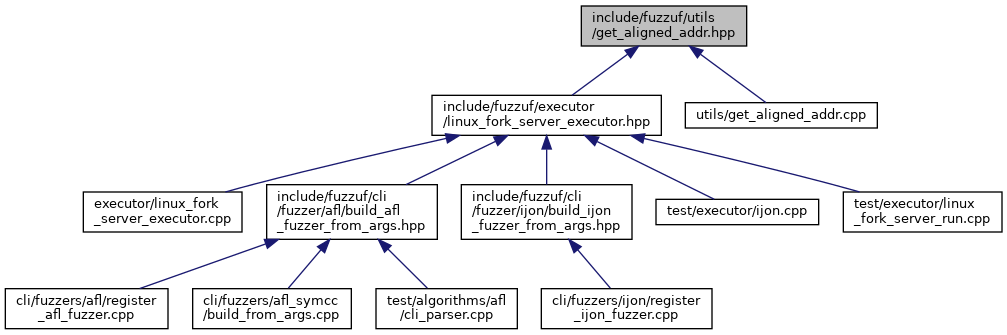 include/fuzzuf/utils
/get_aligned_addr.hpp
include/fuzzuf/executor
/linux_fork_server_executor.hpp
utils/get_aligned_addr.cpp
executor/linux_fork
_server_executor.cpp
include/fuzzuf/cli
/fuzzer/afl/build_afl
_fuzzer_from_args.hpp
include/fuzzuf/cli
/fuzzer/ijon/build_ijon
_fuzzer_from_args.hpp
test/executor/ijon.cpp
test/executor/linux
_fork_server_run.cpp
cli/fuzzers/afl/register
_afl_fuzzer.cpp
cli/fuzzers/afl_symcc
/build_from_args.cpp
test/algorithms/afl
/cli_parser.cpp
cli/fuzzers/ijon/register
_ijon_fuzzer.cpp